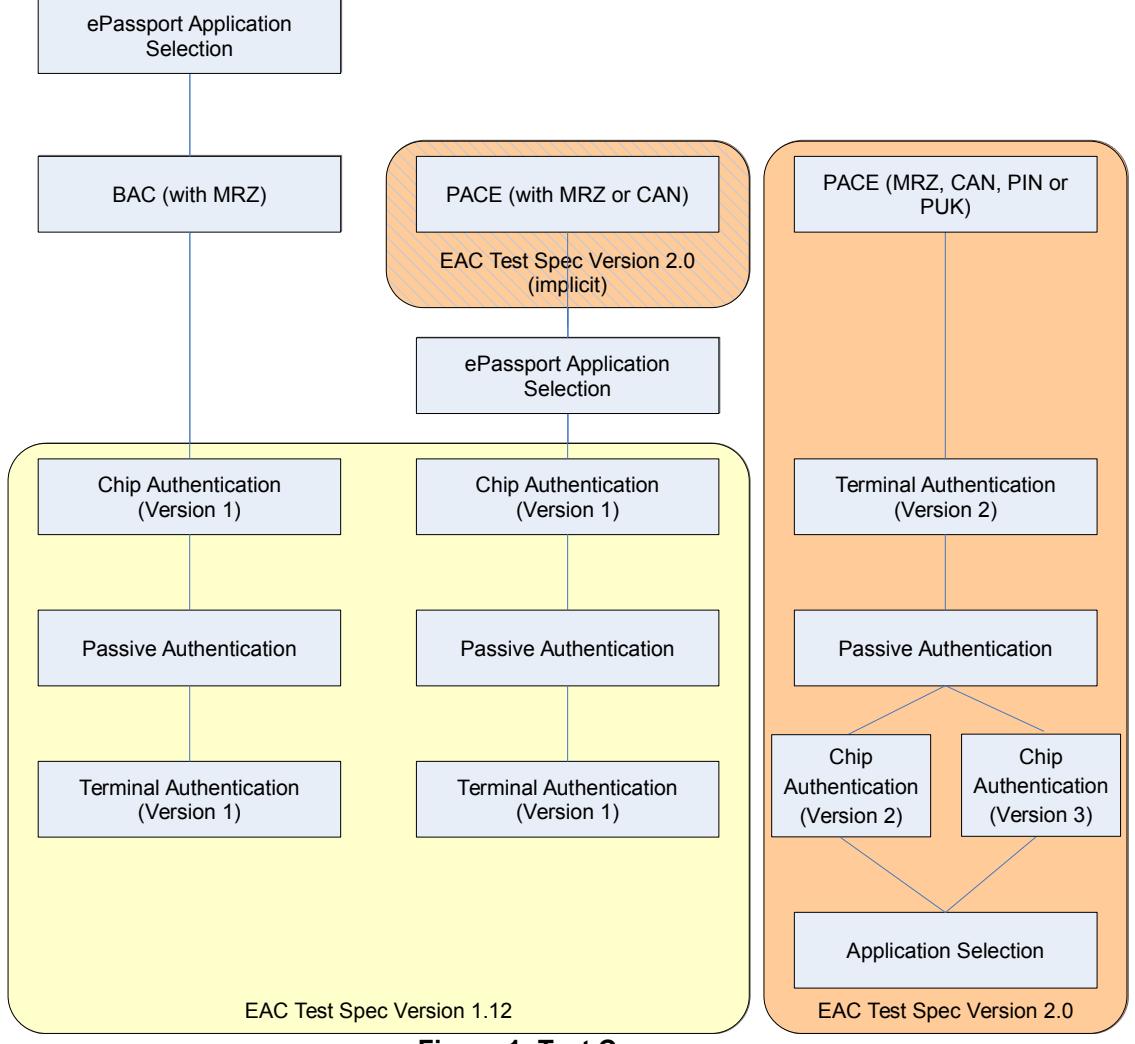 ePassport Application
Selection
BAC (with MRZ)
PACE (with MRZ or CAN)
EAC Test Spec Version 2.0
(implicit)
PACE (MRZ, CAN, PIN or
PUK)
ePassport Application
Selection
Chip Authentication
(Version 1)
Chip Authentication
(Version 1)
Terminal Authentication
(Version 2)
Passive Authentication
Passive Authentication
Passive Authentication
Terminal Authentication
(Version 1)
Terminal Authentication
(Version 1)
Chip
Authentication
(Version 2)
Chip
Authentication
(Version 3)
Application Selection
EAC Test Spec Version 1.12
EAC Test Spec Version 2.0
Figure 1: Test